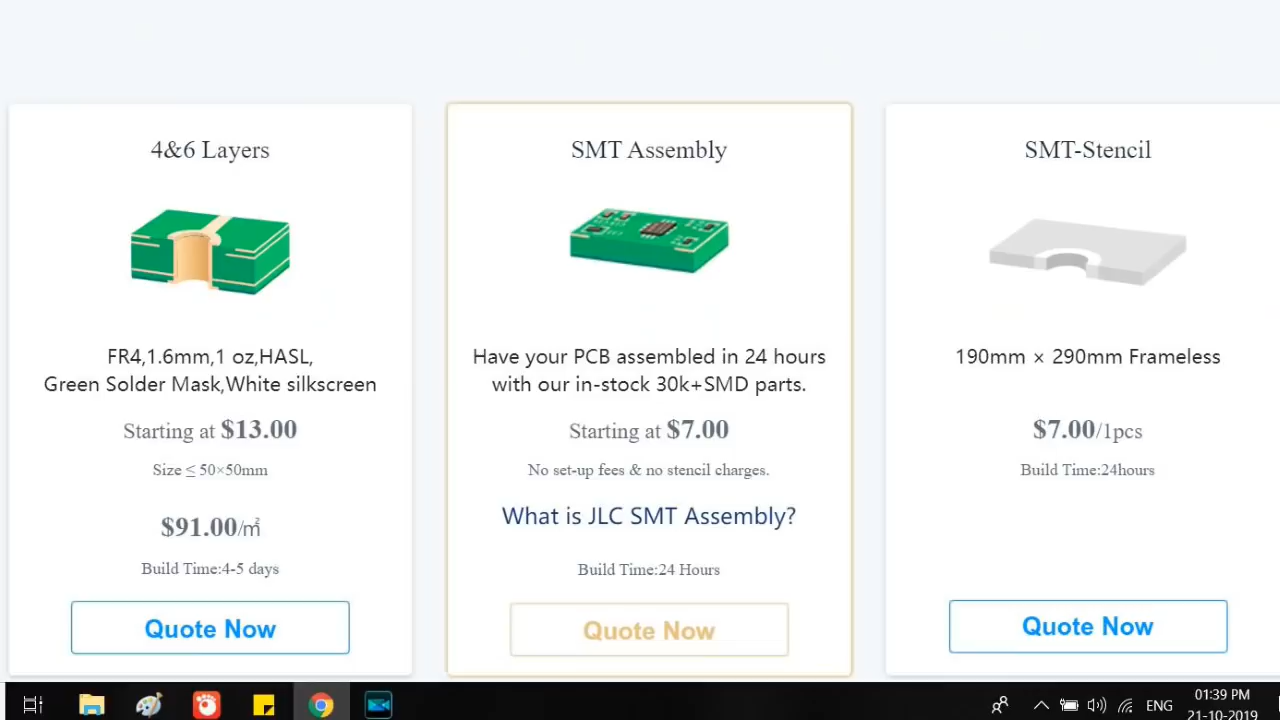 4&6 Layers
FR4,1.6mm,1 oz,HASL,
Green Solder Mask,White silkscreen
Starting at $13.00
Size ≤ 50×50mm
$91.00/㎡
Build Time:4-5 days
Quote Now
SMT Assembly
Have your PCB assembled in 24 hours
with our in-stock 30k+SMD parts.
Starting at $7.00
No set-up fees & no stencil charges.
What is JLC SMT Assembly?
Build Time:24 Hours
Quote Now
SMT-Stencil
190mm × 290mm Frameless
$7.00/1pcs
Build Time:24hours
Quote Now
ENG
01:39 PM
21-10-2019